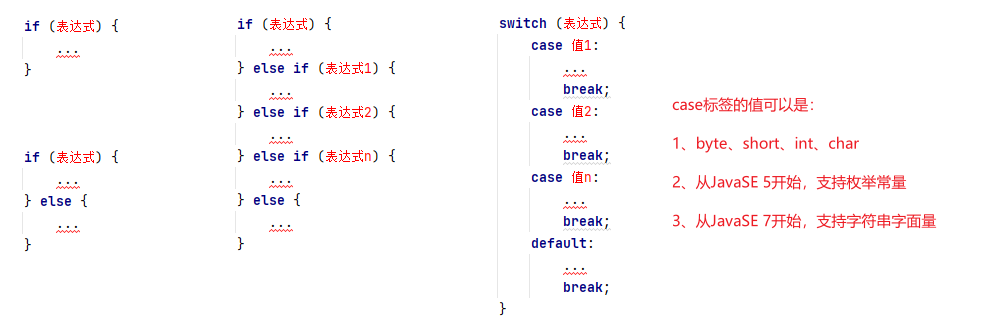 if (表达式) {
    ...
}
if (表达式) {
    ...
} else {
    ...
}
if (表达式) {
    ...
} else if (表达式1) {
    ...
} else if (表达式2) {
    ...
} else if (表达式n) {
    ...
} else {
    ...
}
switch (表达式) {
    case 值1:
        ...
        break;
    case 值2:
        ...
        break;
    case 值n:
        ...
        break;
    default:
        ...
        break;
}
case标签的值可以是：
1、byte、short、int、char
2、从JavaSE 5开始，支持枚举常量
3、从JavaSE 7开始，支持字符串字面量